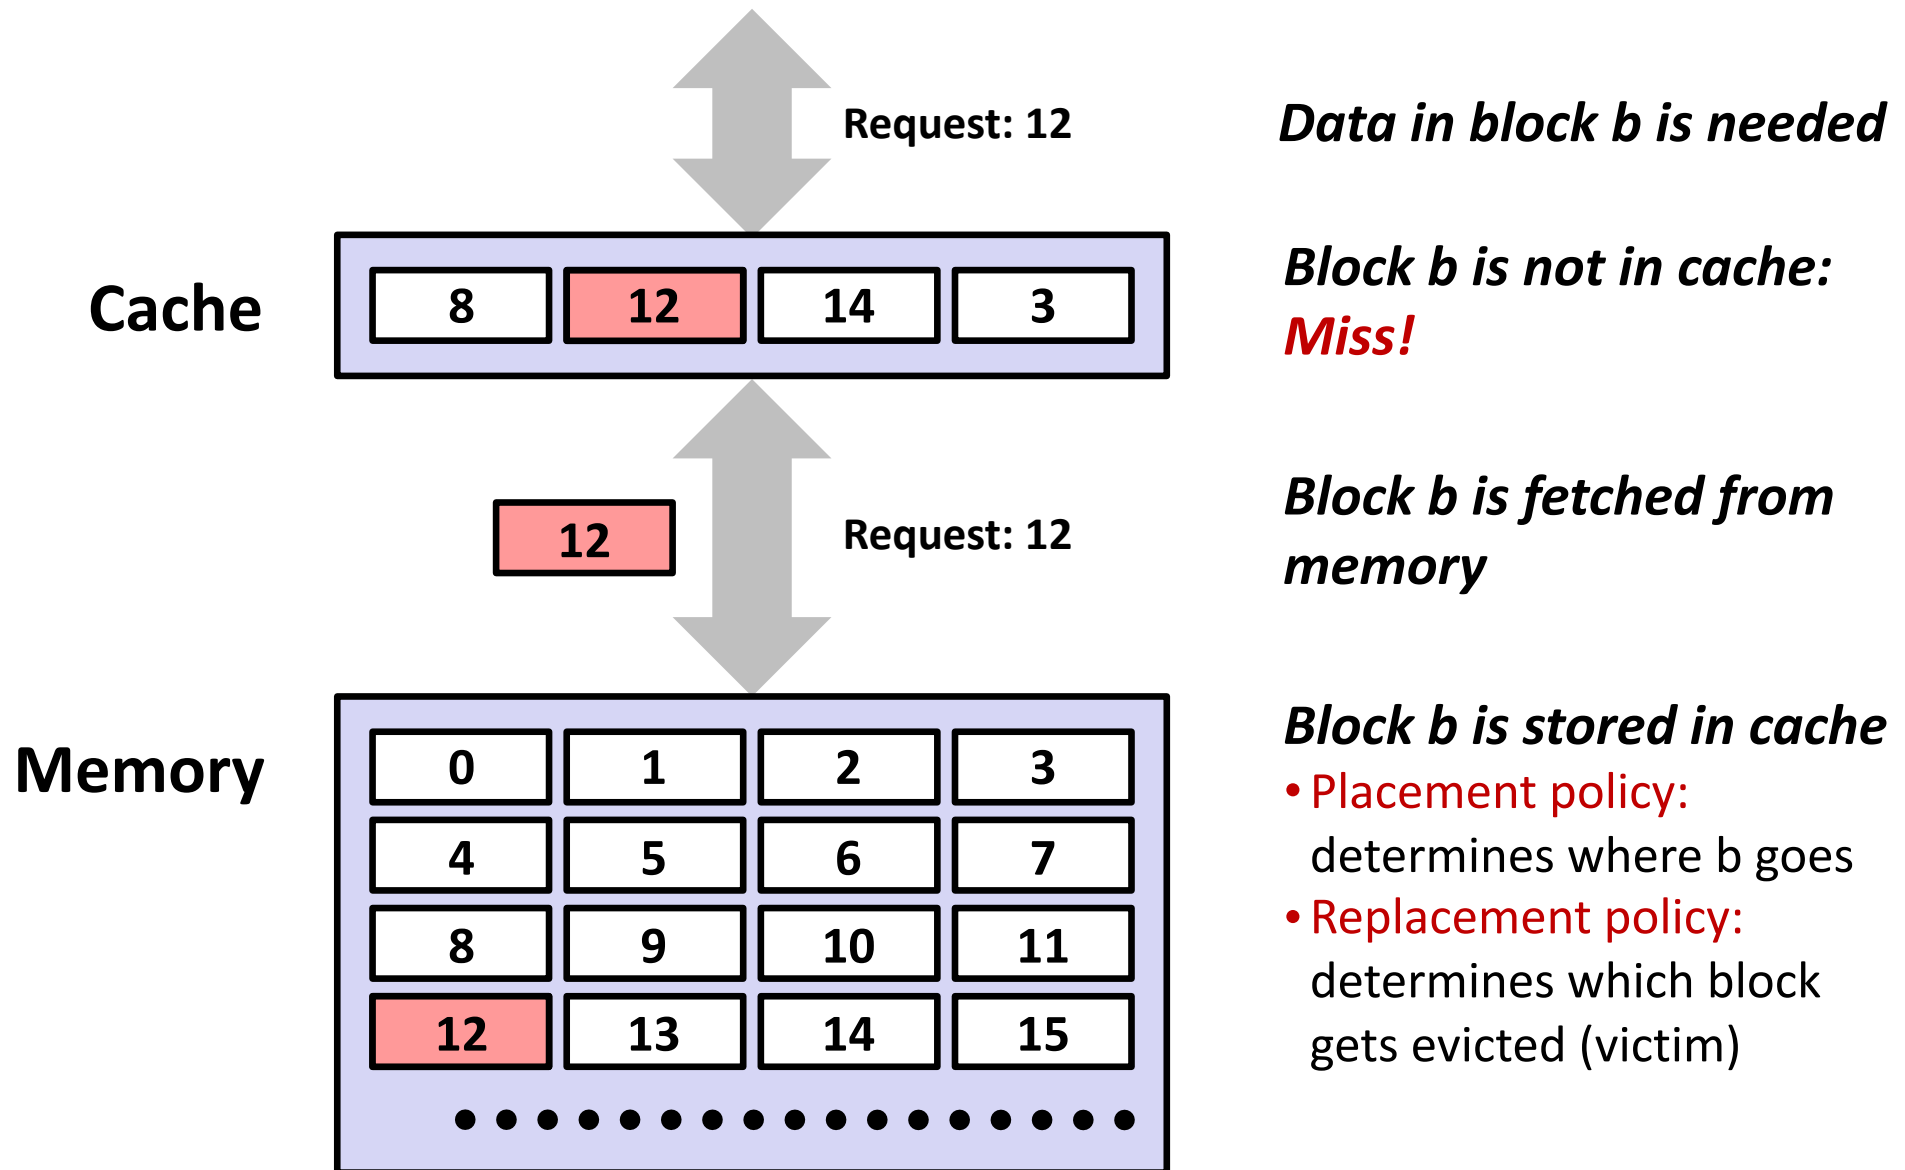 Request: 12
Data in block b is needed
Cache
8 12 14 3
Block b is not in cache:
Miss!
12
Request: 12
Block b is fetched from
memory
Memory
0 1 2 3
4 5 6 7
8 9 10 11
12 13 14 15
Block b is stored in cache
• Placement policy:
determines where b goes
• Replacement policy:
determines which block
gets evicted (victim)